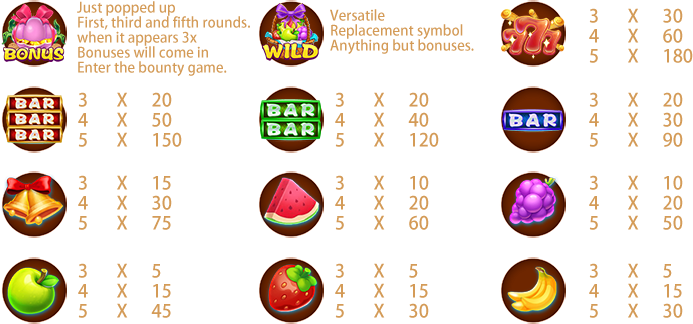 BONUS
Just popped up
First, third and fifth rounds.
when it appears 3x
Bonuses will come in
Enter the bounty game.
WILD
Versatile
Replacement symbol
Anything but bonuses.
777
3 X 30
4 X 60
5 X 180
BAR
BAR
BAR
3 X 20
4 X 50
5 X 150
BAR
BAR
3 X 20
4 X 40
5 X 120
BAR
3 X 20
4 X 30
5 X 90
3 X 15
4 X 30
5 X 75
3 X 10
4 X 20
5 X 60
3 X 10
4 X 20
5 X 50
3 X 5
4 X 15
5 X 45
3 X 5
4 X 15
5 X 30
3 X 5
4 X 15
5 X 30